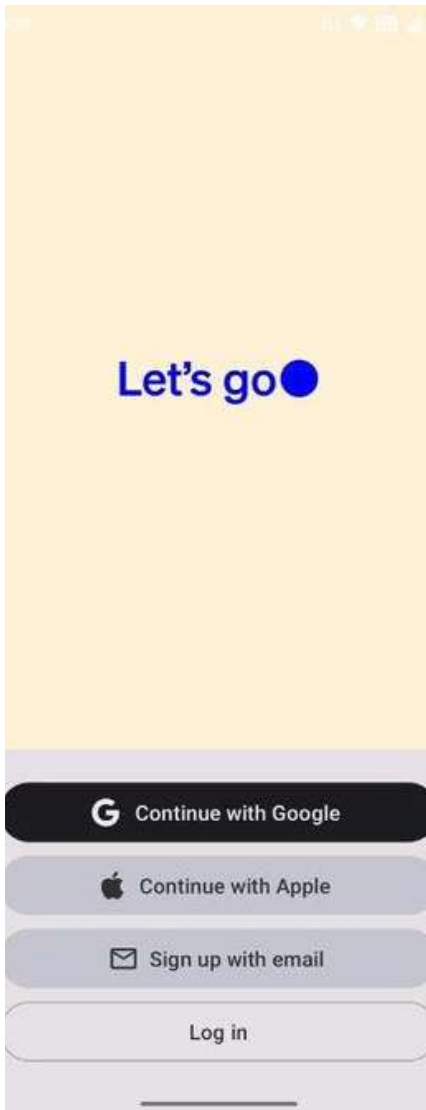 Let’s go
Continue with Google
Continue with Apple
Sign up with email
Log in